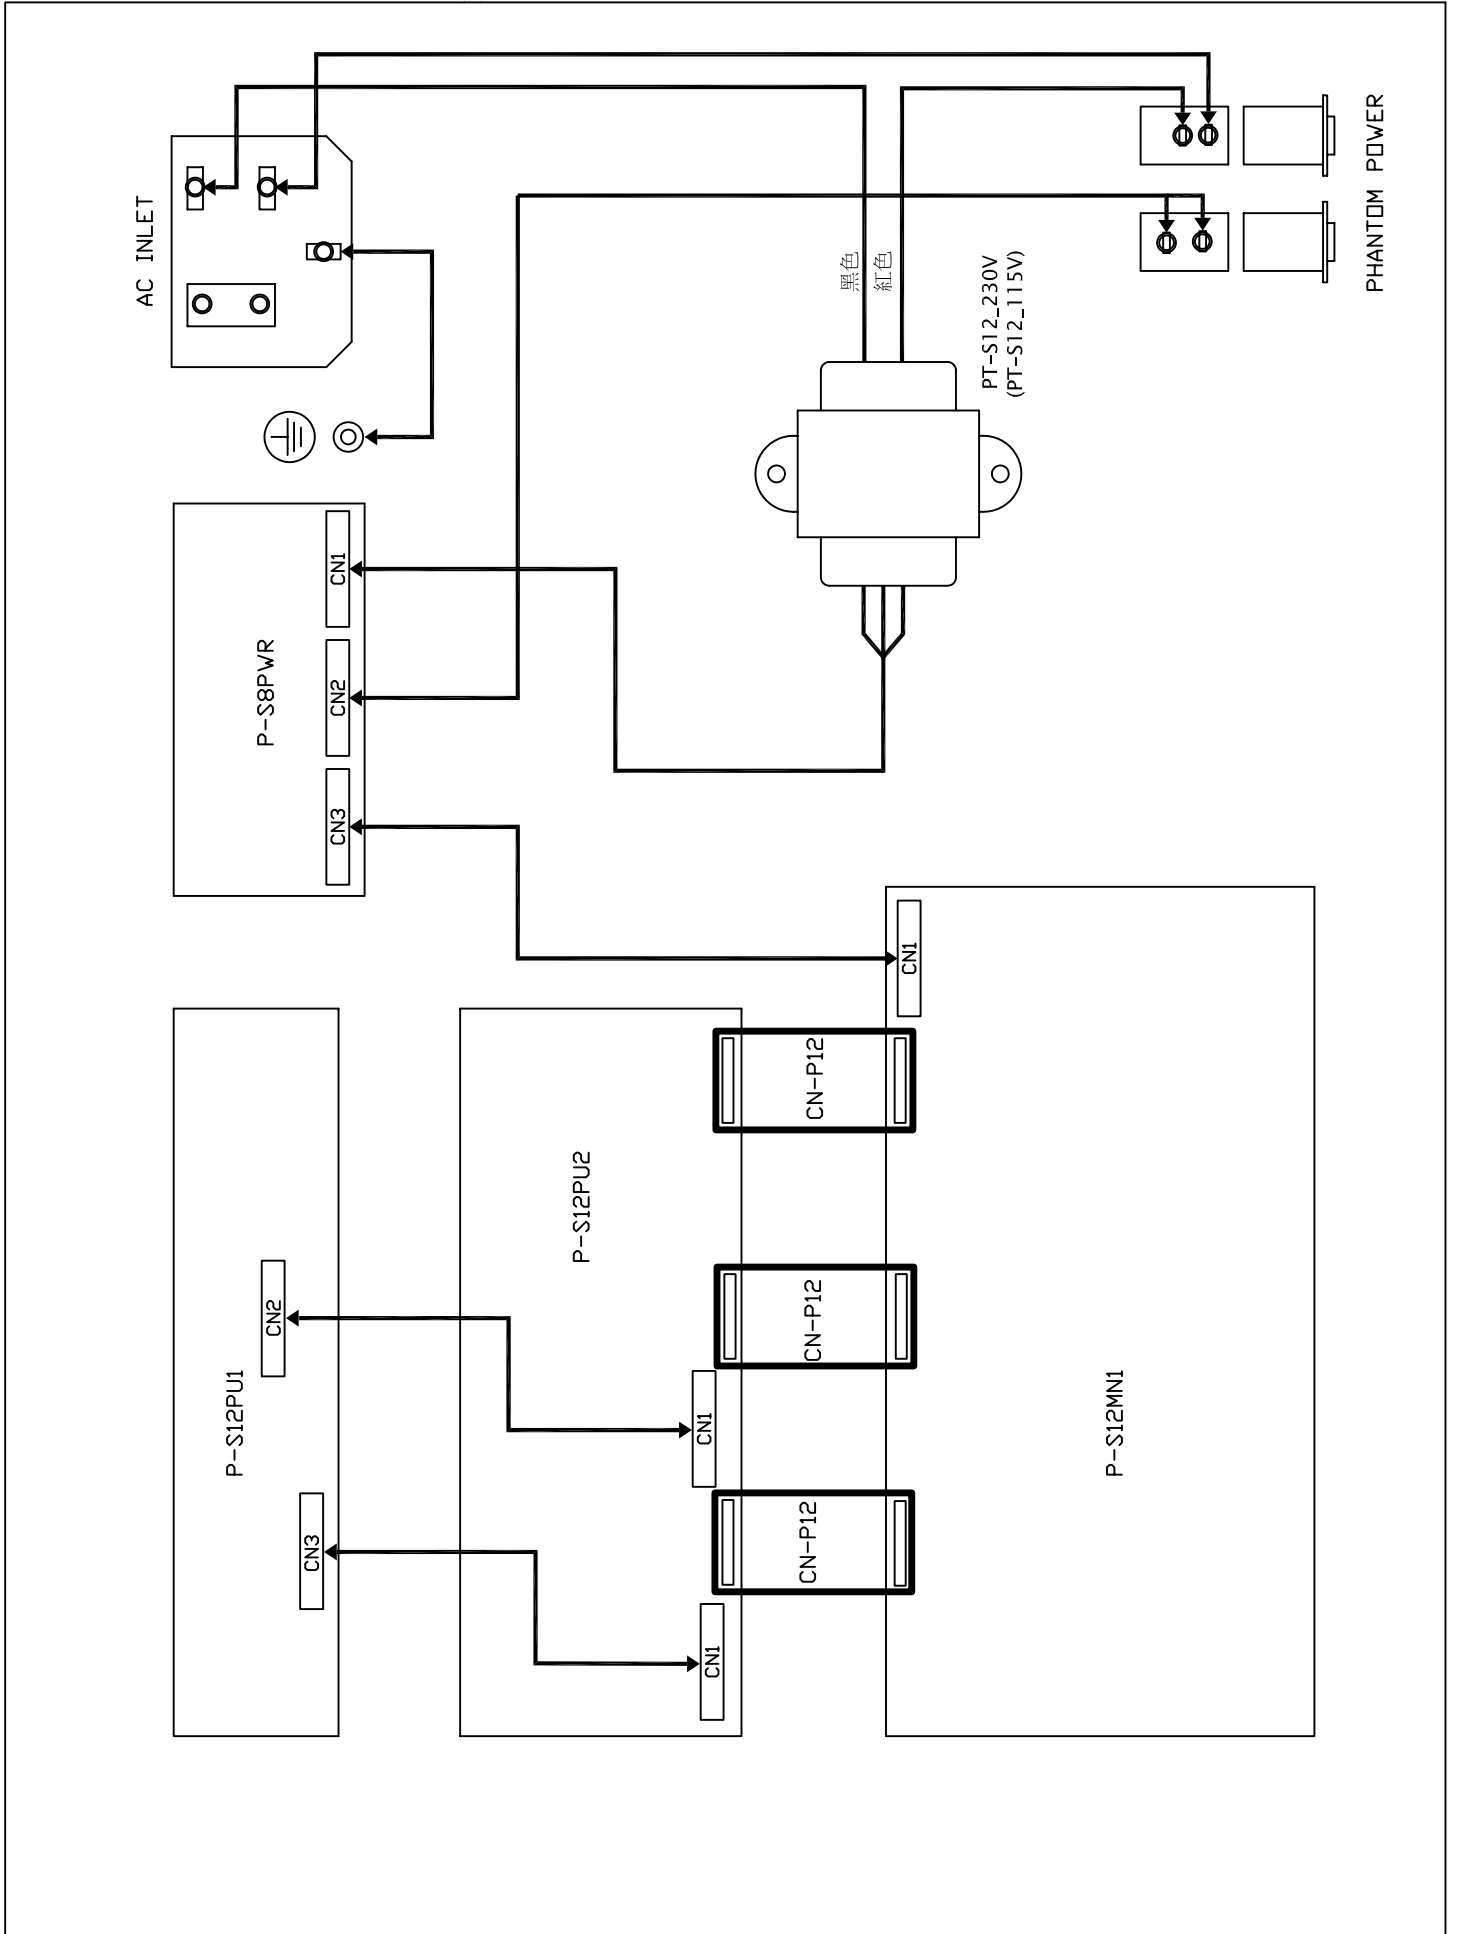 AC INLET
PHANTOM POWER
黑色
紅色
PT-S12_230V
(PT-S12_115V)
P-S8PWR
CN1
CN2
CN3
CN1
CN-P12
P-S12PU2
CN2
CN-P12
P-S12PU1
CN1
P-S12MN1
CN3
CN-P12
CN1